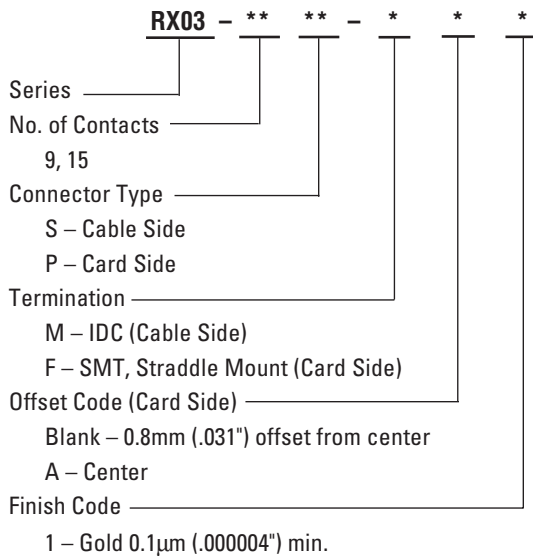 RX03 – ** ** – * * *
Series
No. of Contacts
9, 15
Connector Type
S – Cable Side
P – Card Side
Termination
M – IDC (Cable Side)
F – SMT, Straddle Mount (Card Side)
Offset Code (Card Side)
Blank – 0.8mm (.031") offset from center
A – Center
Finish Code
1 – Gold 0.1µm (.000004") min.